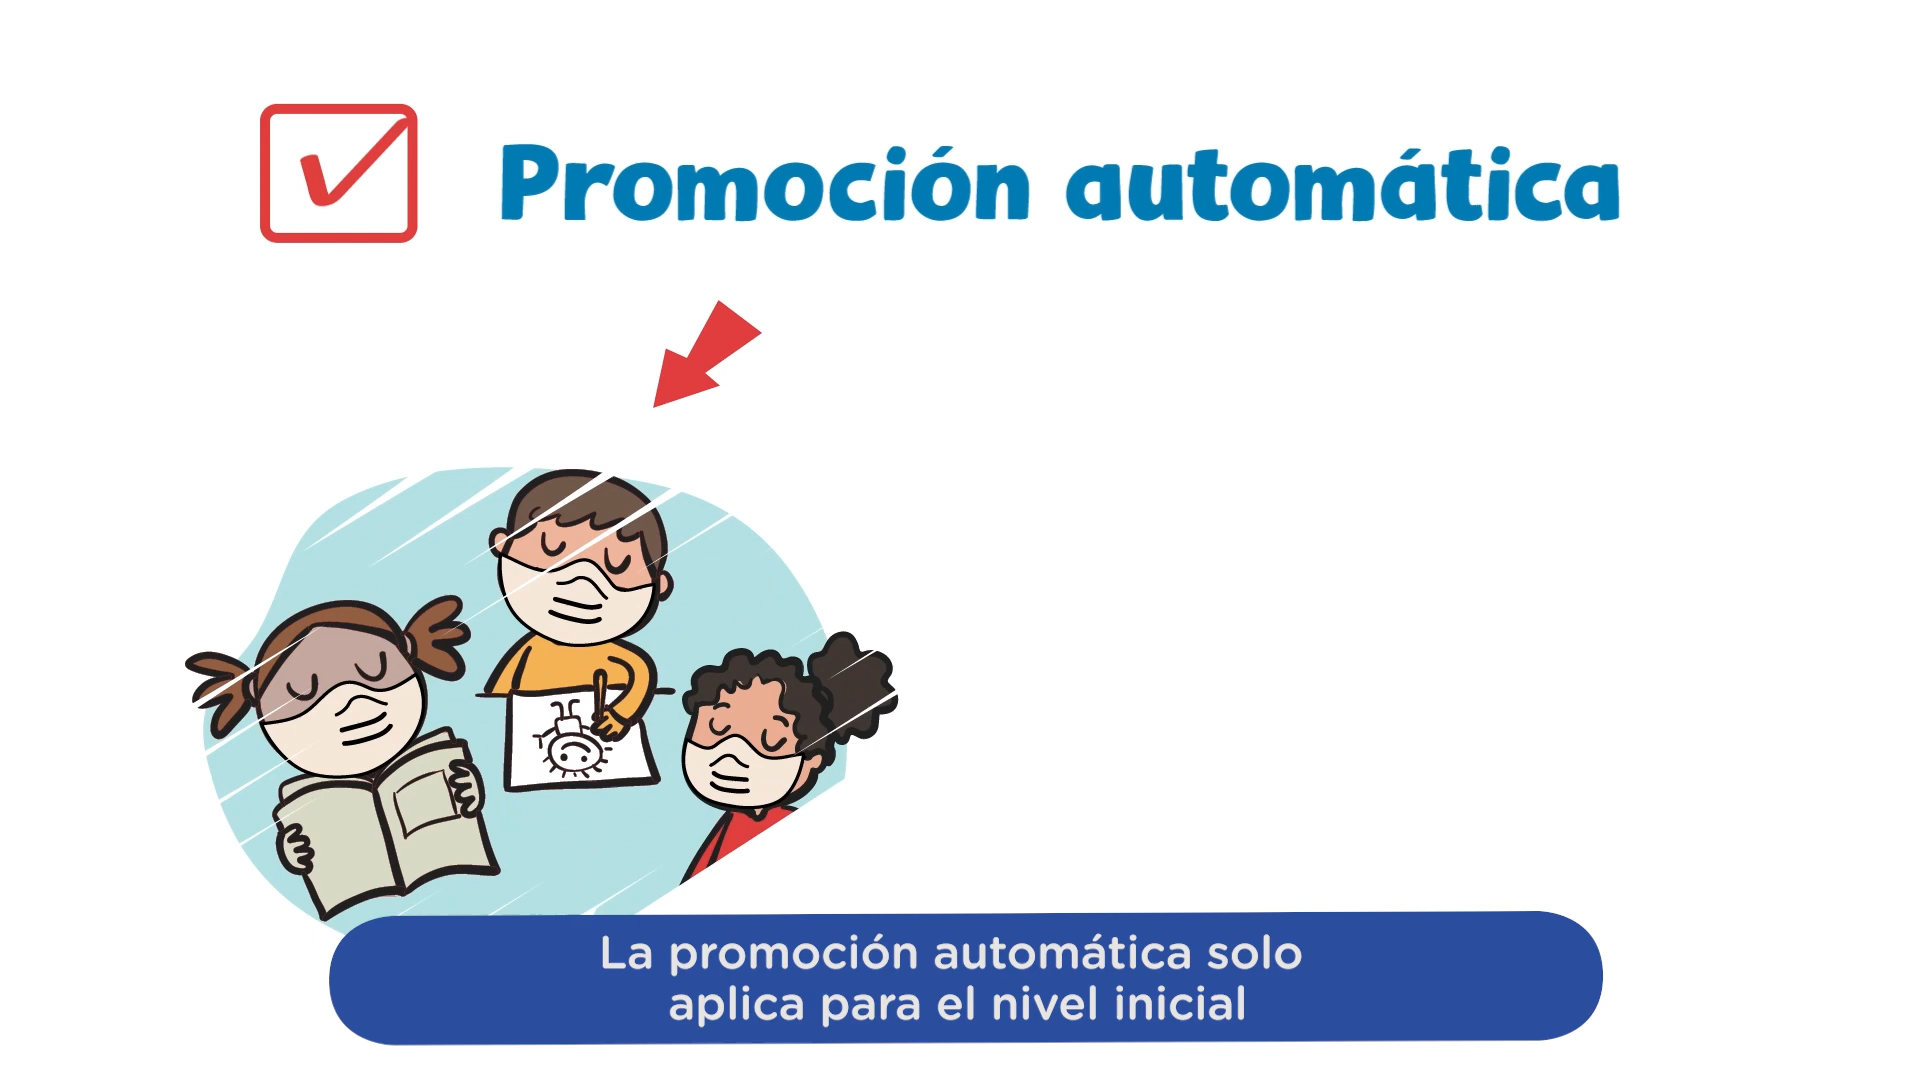 Promoción automática
La promoción automática solo
aplica para el nivel inicial